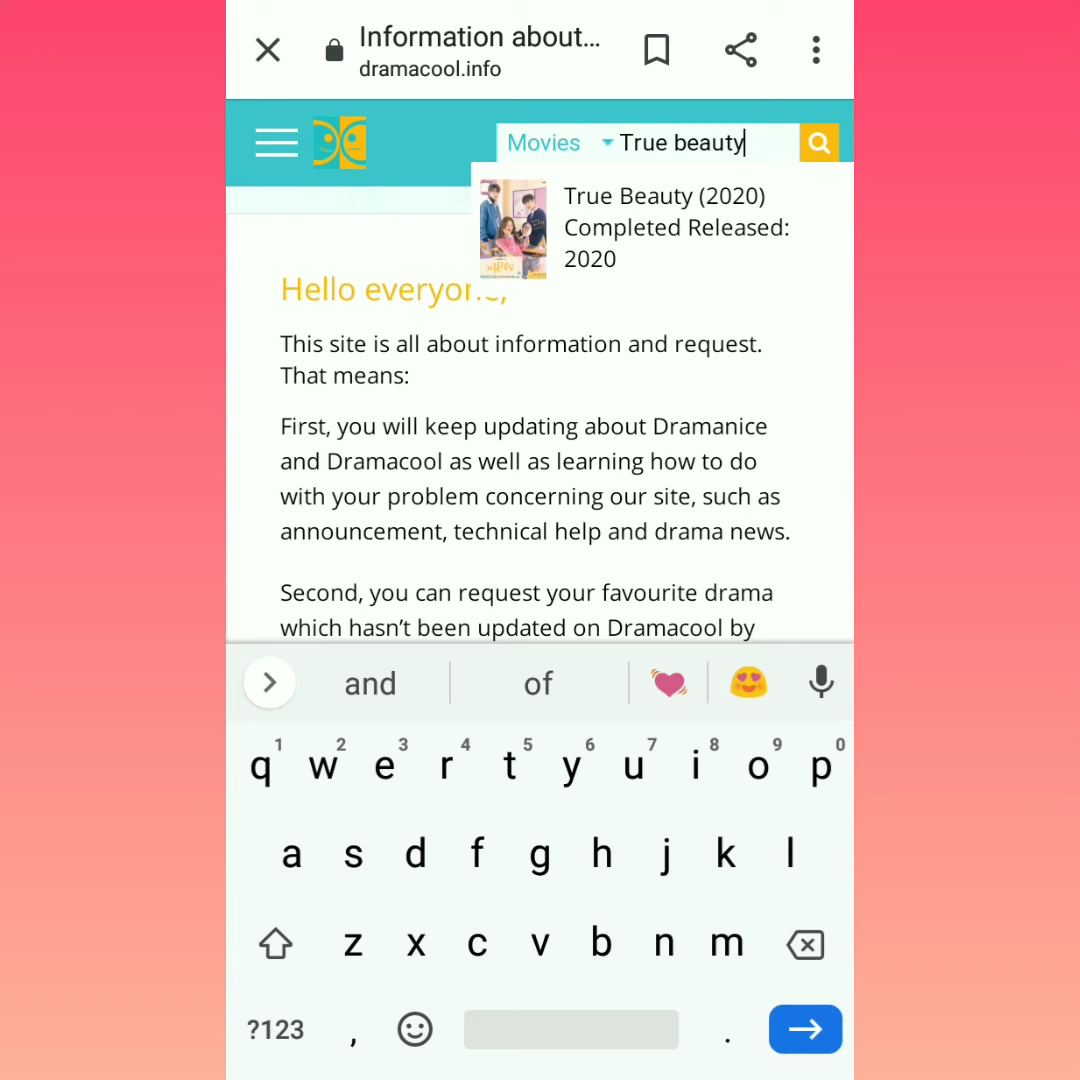 Information about...
dramacool.info
Movies True beauty
True Beauty (2020)
Completed Released:
2020
Hello everyone,
This site is all about information and request.
That means:
First, you will keep updating about Dramanice
and Dramacool as well as learning how to do
with your problem concerning our site, such as
announcement, technical help and drama news.
Second, you can request your favourite drama
which hasn't been updated on Dramacool by
and of
1 2 3 4 5 6 7 8 9 0
q w e r t y u i o p
a s d f g h j k l
z x c v b n m
?123 , .